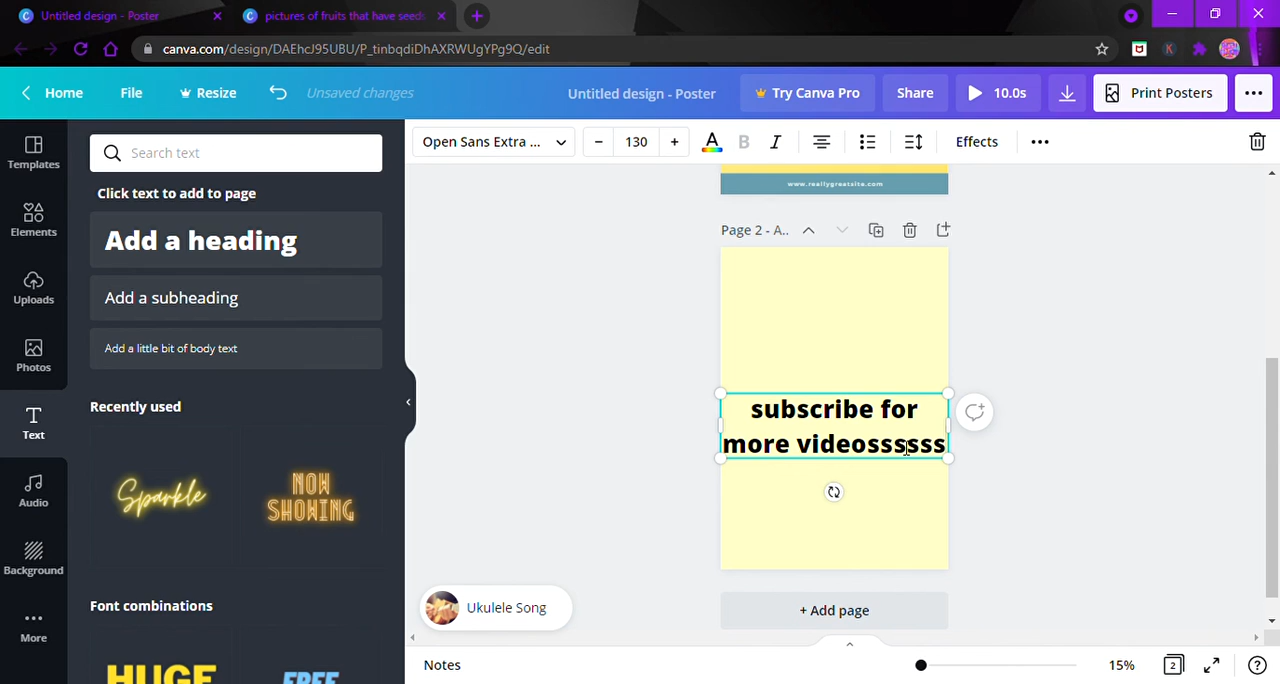 Untitled design - Poster
pictures of fruits that have seeds
canva.com/design/DAEhcJ95UBU/P_tinbqdiDhAXRWUgYPg9Q/edit
Home
File
Resize
Unsaved changes
Untitled design - Poster
Try Canva Pro
Share
10.0s
Print Posters
Templates
Elements
Uploads
Photos
Text
Audio
Background
More
Search text
Click text to add to page
Add a heading
Add a subheading
Add a little bit of body text
Recently used
Sparkle
NOW
SHOWING
Font combinations
HUGE
FREE
Open Sans Extra ...
130
B
I
Effects
www.reallygreatsite.com
Page 2 - A..
subscribe for
more videosssssss
Ukulele Song
+ Add page
Notes
15%
2